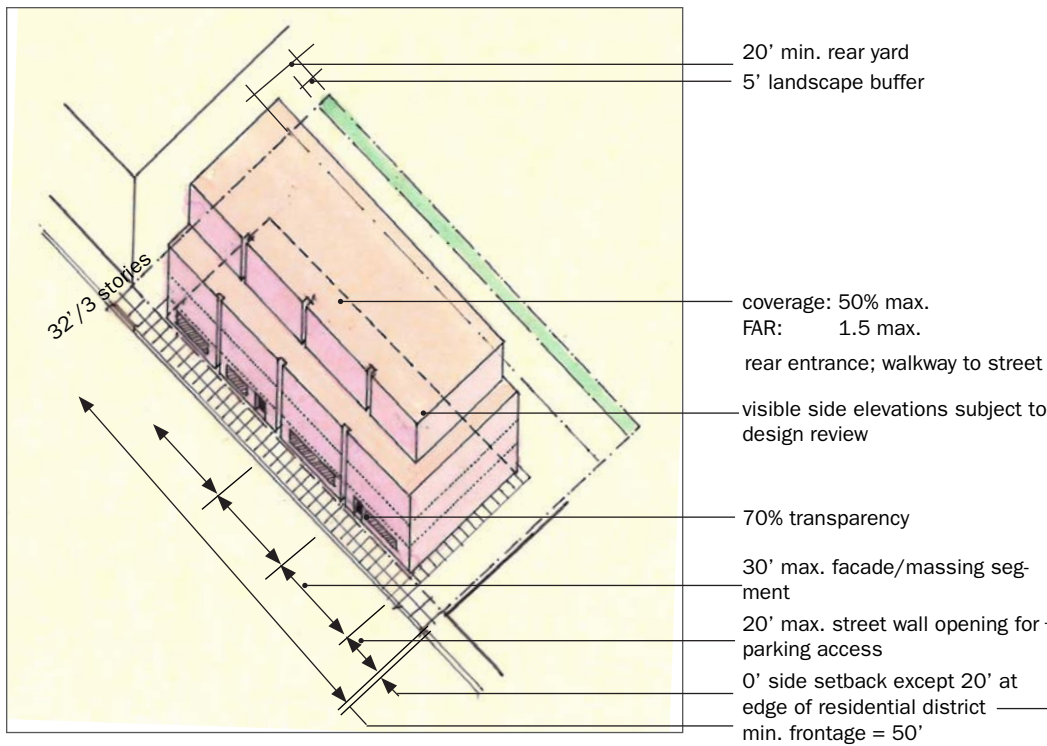 20’ min. rear yard
5’ landscape buffer
32’/3 stories
coverage: 50% max.
FAR: 1.5 max.
rear entrance; walkway to street
visible side elevations subject to
design review
70% transparency
30’ max. facade/massing seg-
ment
20’ max. street wall opening for
parking access
0’ side setback except 20’ at
edge of residential district
min. frontage = 50’